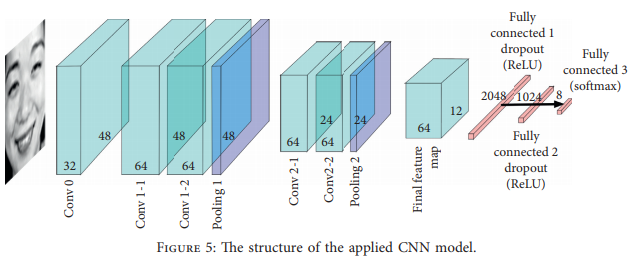 Fully
connected 1
dropout
(ReLU)
Fully
connected 3
(softmax)
48
32
48
64
64
48
24
64
64
24
12
64
2048
1024
8
Conv 0
Conv 1-1
Conv 1-2
Pooling 1
Conv 2-1
Conv2-2
Pooling 2
Final feature
map
Fully
connected 2
dropout
(ReLU)
FIGURE 5: The structure of the applied CNN model.